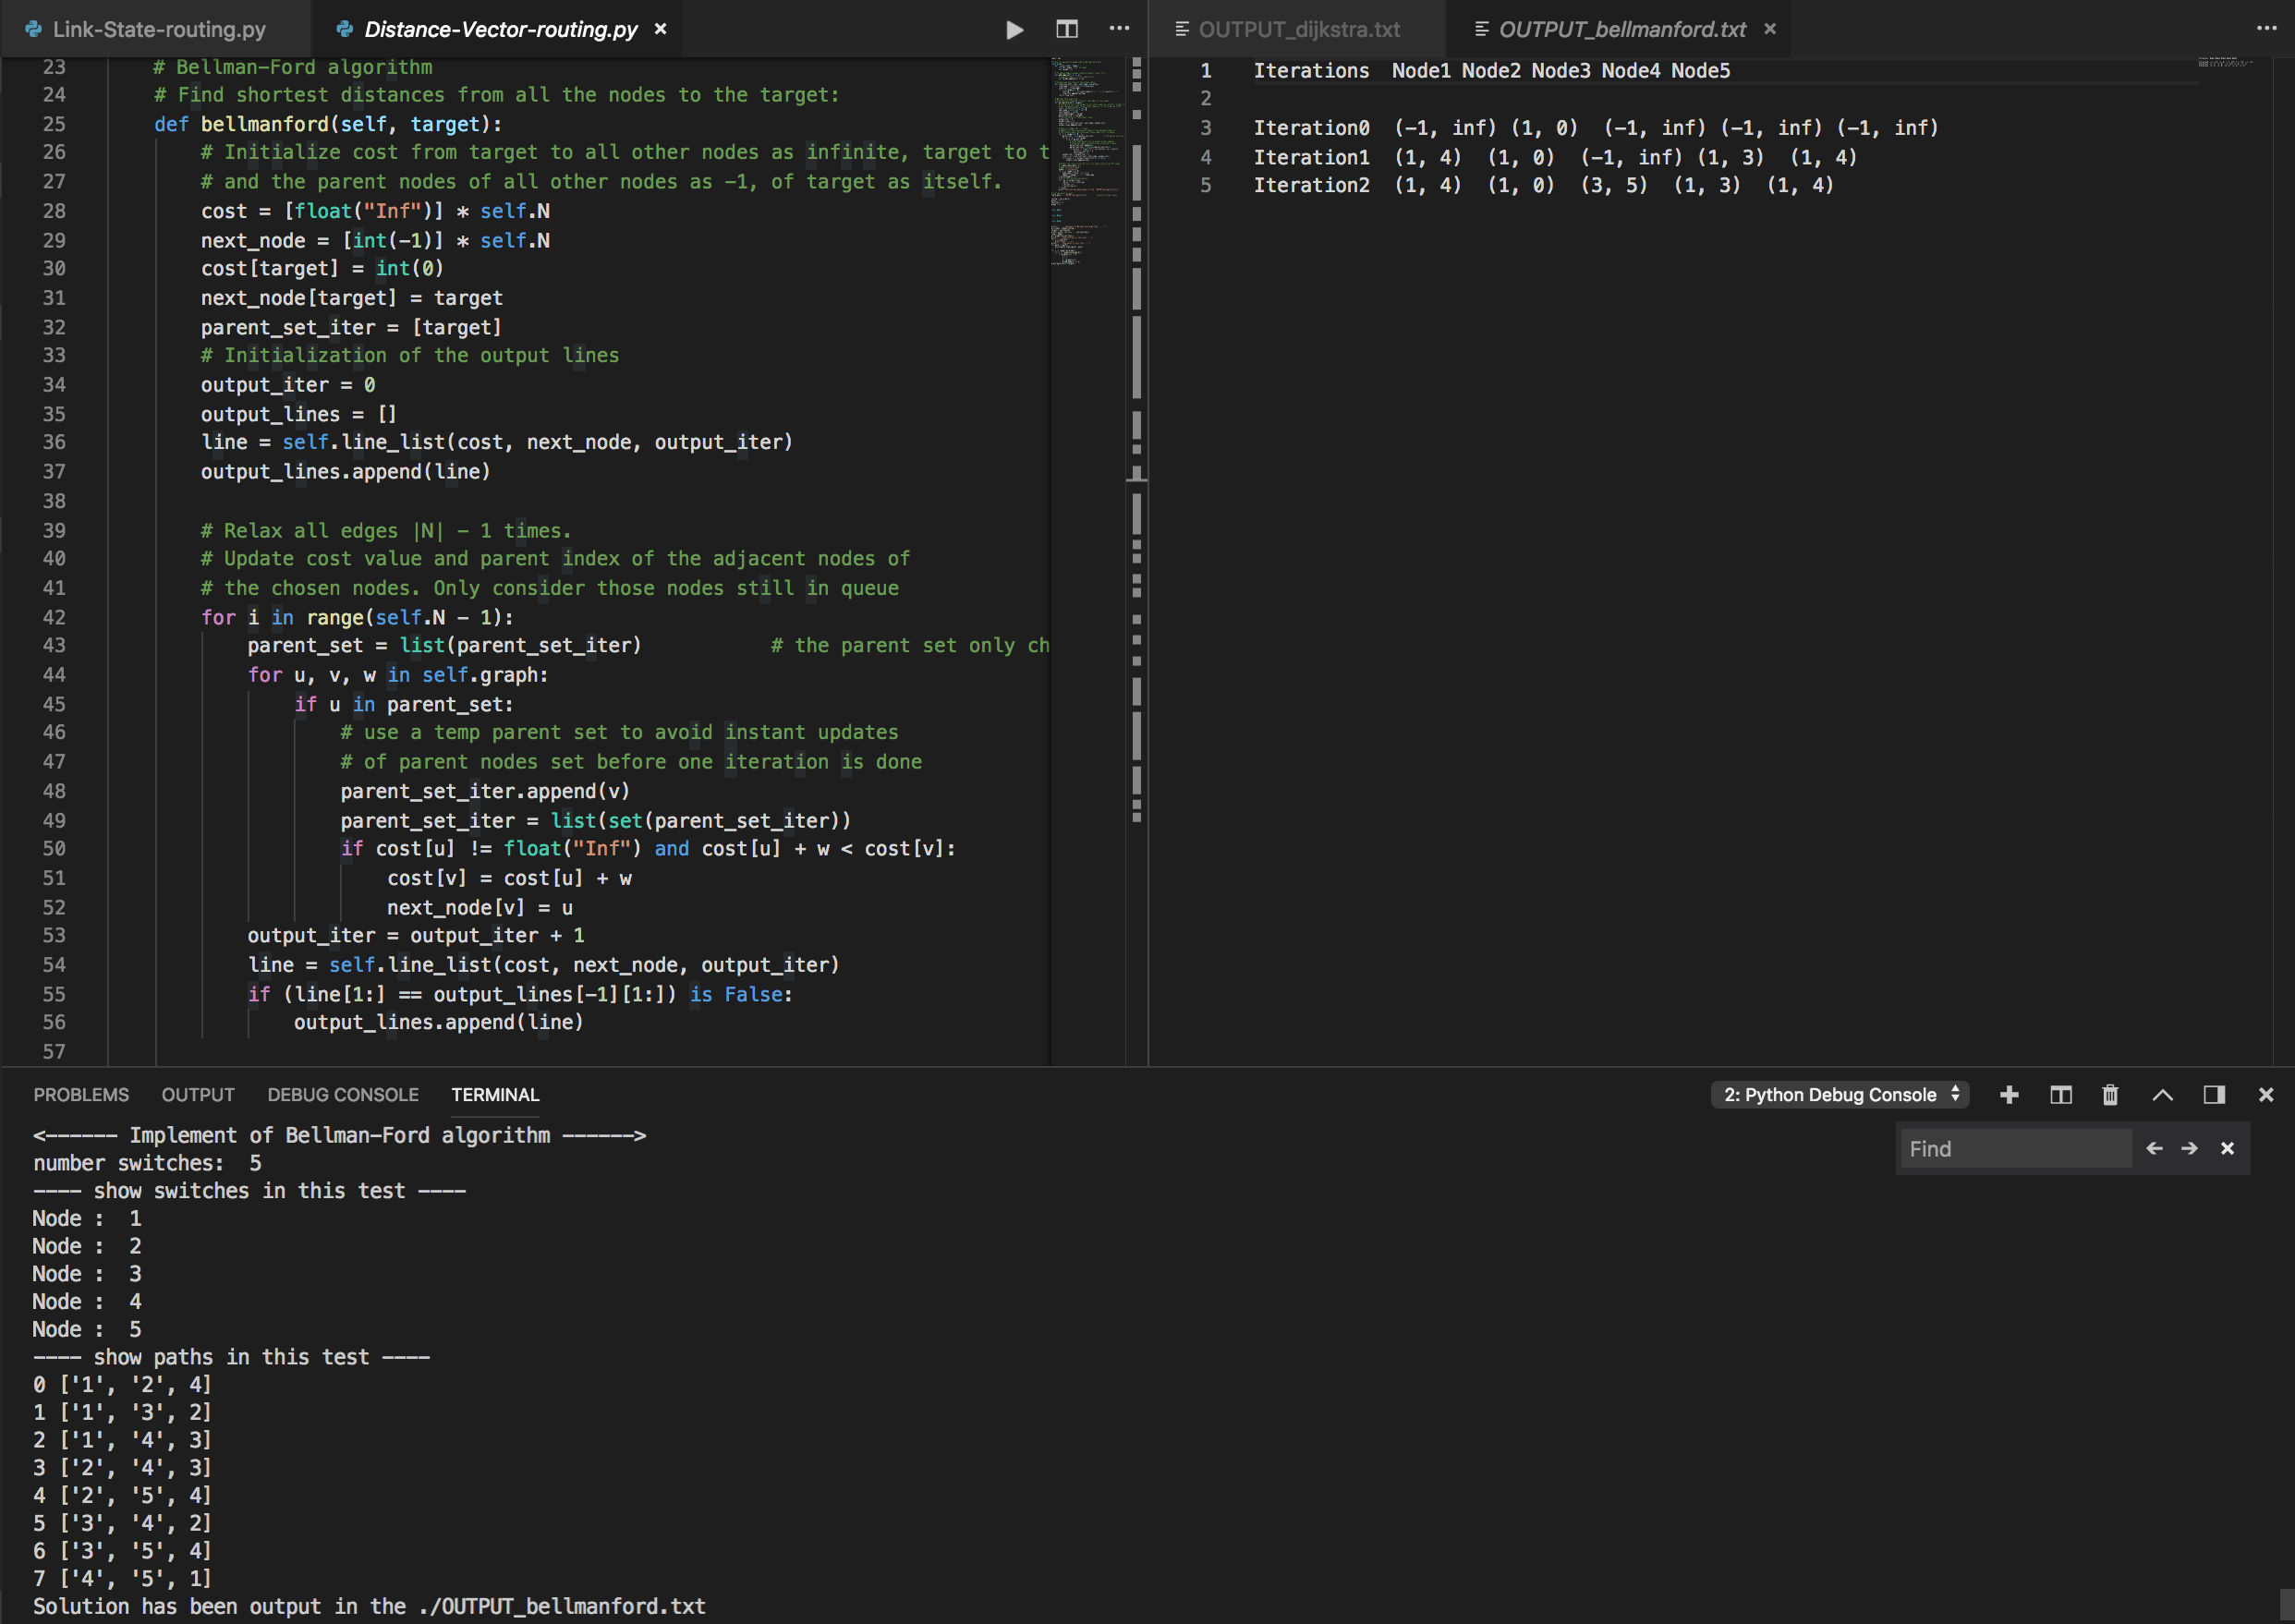 Link-State-routing.py
Distance-Vector-routing.py
23 # Bellman-Ford algorithm
24 # Find shortest distances from all the nodes to the target:
25 def bellmanford(self, target):
26 # Initialize cost from target to all other nodes as infinite, target to t
27 # and the parent nodes of all other nodes as -1, of target as itself.
28 cost = [float("Inf")] * self.N
29 next_node = [int(-1)] * self.N
30 cost[target] = int(0)
31 next_node[target] = target
32 parent_set_iter = [target]
33 # Initialization of the output lines
34 output_iter = 0
35 output_lines = []
36 line = self.line_list(cost, next_node, output_iter)
37 output_lines.append(line)
38
39 # Relax all edges |N| - 1 times.
40 # Update cost value and parent index of the adjacent nodes of
41 # the chosen nodes. Only consider those nodes still in queue
42 for i in range(self.N - 1):
43 parent_set = list(parent_set_iter) # the parent set only ch
44 for u, v, w in self.graph:
45 if u in parent_set:
46 # use a temp parent set to avoid instant updates
47 # of parent nodes set before one iteration is done
48 parent_set_iter.append(v)
49 parent_set_iter = list(set(parent_set_iter))
50 if cost[u] != float("Inf") and cost[u] + w < cost[v]:
51 cost[v] = cost[u] + w
52 next_node[v] = u
53 output_iter = output_iter + 1
54 line = self.line_list(cost, next_node, output_iter)
55 if (line[1:] == output_lines[-1][1:]) is False:
56 output_lines.append(line)
57
OUTPUT_dijkstra.txt
OUTPUT_bellmanford.txt
1 Iterations Node1 Node2 Node3 Node4 Node5
2
3 Iteration0 (-1, inf) (1, 0) (-1, inf) (-1, inf) (-1, inf)
4 Iteration1 (1, 4) (1, 0) (-1, inf) (1, 3) (1, 4)
5 Iteration2 (1, 4) (1, 0) (3, 5) (1, 3) (1, 4)
PROBLEMS OUTPUT DEBUG CONSOLE TERMINAL
2: Python Debug Console
Find
<------ Implement of Bellman-Ford algorithm ------>
number switches: 5
---- show switches in this test ----
Node : 1
Node : 2
Node : 3
Node : 4
Node : 5
---- show paths in this test ----
0 ['1', '2', 4]
1 ['1', '3', 2]
2 ['1', '4', 3]
3 ['2', '4', 3]
4 ['2', '5', 4]
5 ['3', '4', 2]
6 ['3', '5', 4]
7 ['4', '5', 1]
Solution has been output in the ./OUTPUT_bellmanford.txt